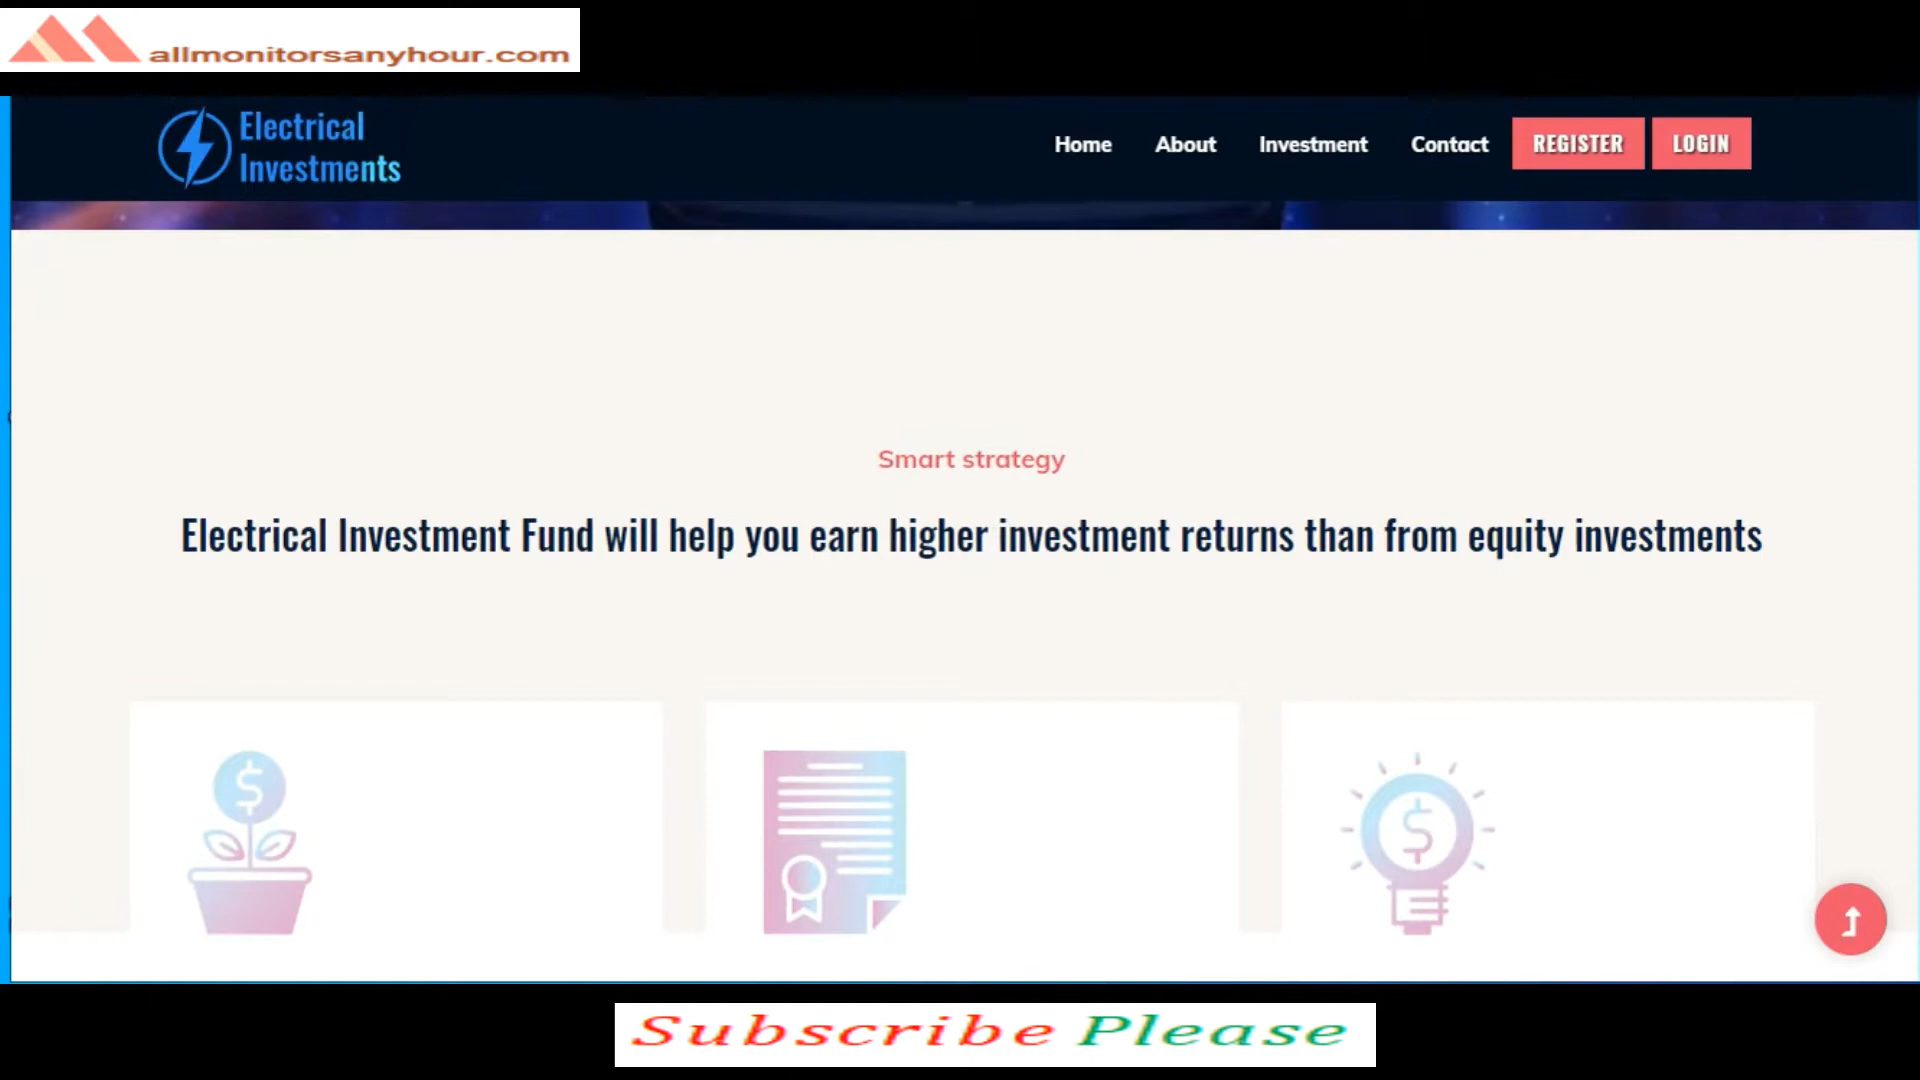 allmonitorsanyhour.com
Electrical
Investments
Home About Investment Contact REGISTER LOGIN
Smart strategy
Electrical Investment Fund will help you earn higher investment returns than from equity investments
Subscribe Please